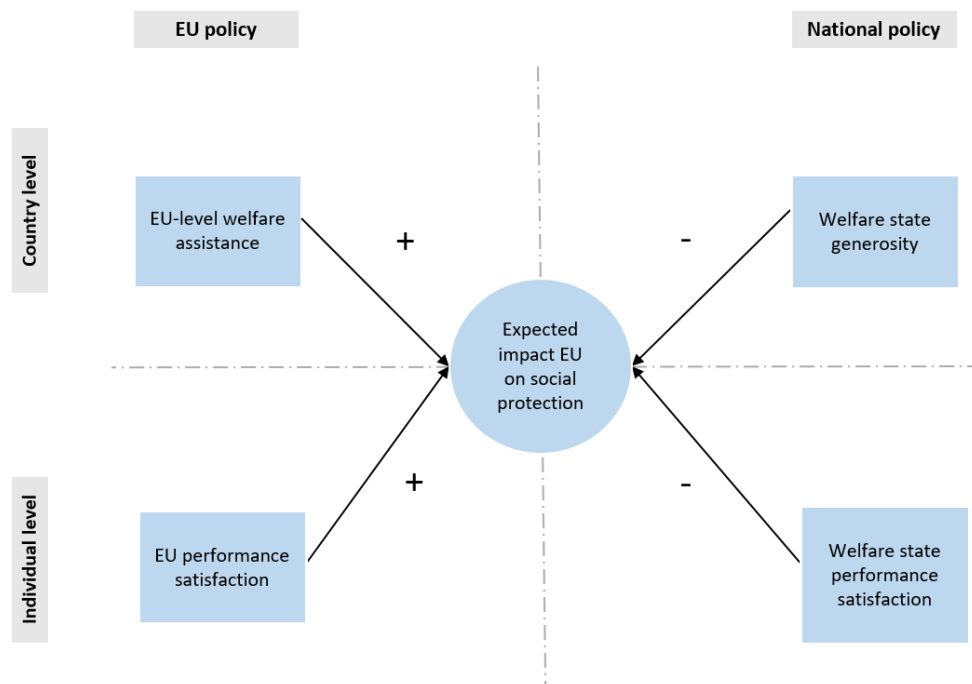 EU policy
National policy
Country level
EU-level welfare
assistance
+
-
Welfare state
generosity
Expected
impact EU
on social
protection
Individual level
EU performance
satisfaction
+
-
Welfare state
performance
satisfaction